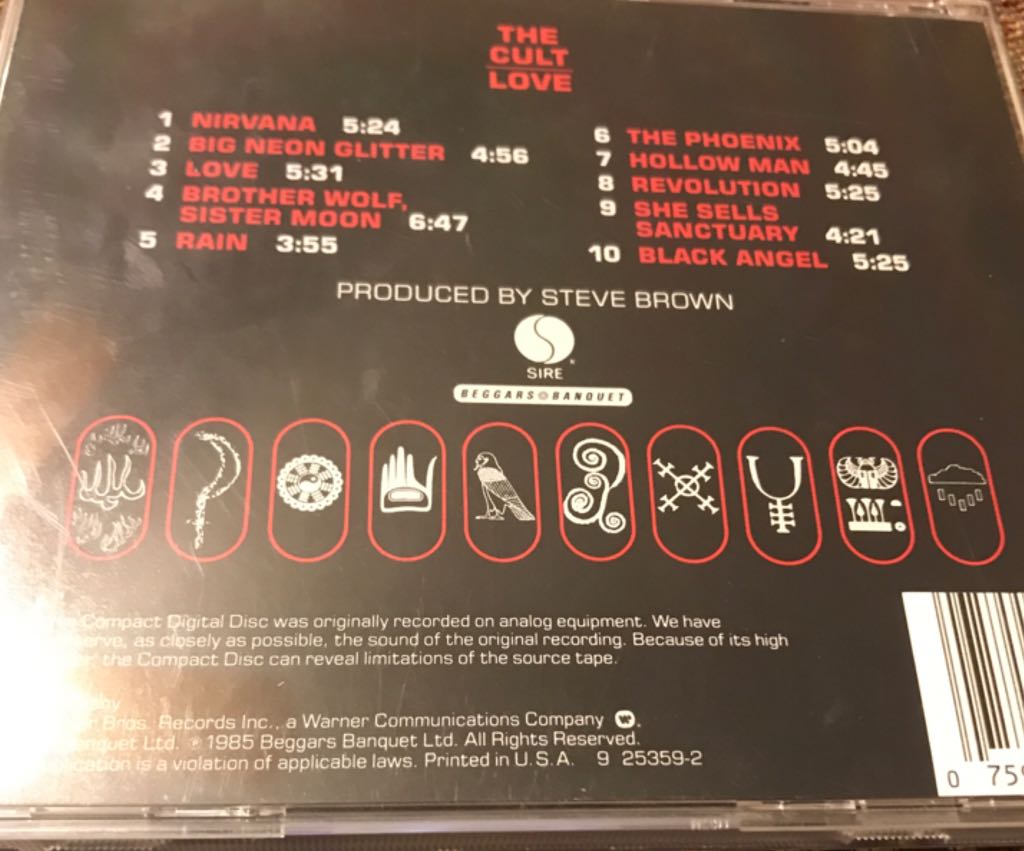 THE
CULT
LOVE
1 NIRVANA 5:24
2 BIG NEON GLITTER 4:56
3 LOVE 5:31
4 BROTHER WOLF,
SISTER MOON 6:47
5 RAIN 3:55
6 THE PHOENIX 5:04
7 HOLLOW MAN 4:45
8 REVOLUTION 5:25
9 SHE SELLS
SANCTUARY 4:21
10 BLACK ANGEL 5:25
PRODUCED BY STEVE BROWN
SIRE
BEGGARS BANQUET
Compact Digital Disc was originally recorded on analog equipment. We have
as closely as possible, the sound of the original recording. Because of its high
the Compact Disc can reveal limitations of the source tape.
by
Bros. Records Inc., a Warner Communications Company
Ltd. ℗ 1985 Beggars Banquet Ltd. All Rights Reserved.
is a violation of applicable laws. Printed in U.S.A. 9 25359-2
0 75